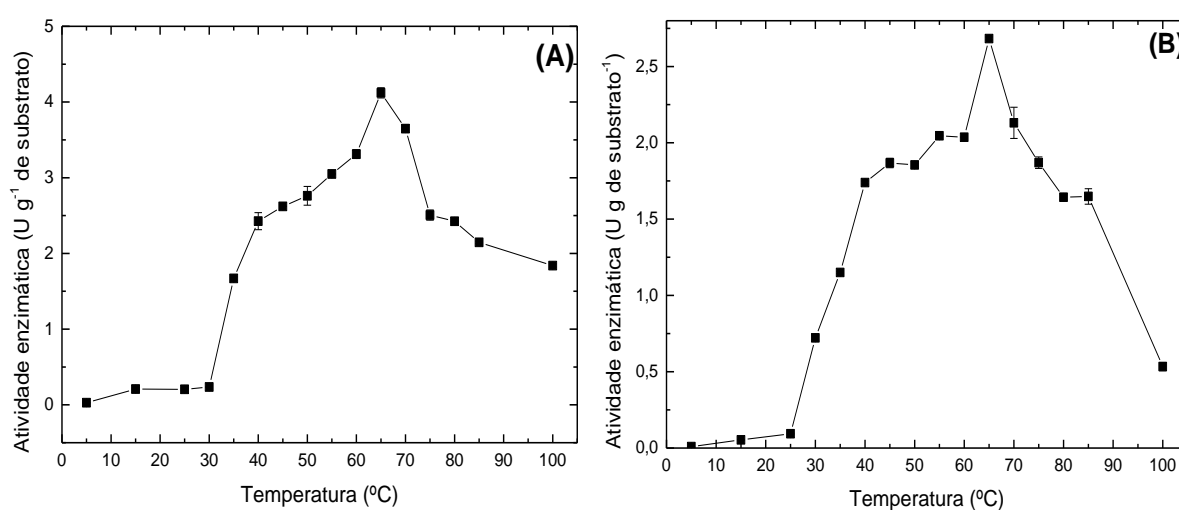 (A)
Atividade enzimática (U g⁻¹ de substrato)
5
4
3
2
1
0
0 10 20 30 40 50 60 70 80 90 100
Temperatura (ºC)
(B)
Atividade enzimática (U g de substrato⁻¹)
2,5
2,0
1,5
1,0
0,5
0,0
0 10 20 30 40 50 60 70 80 90 100
Temperatura (ºC)